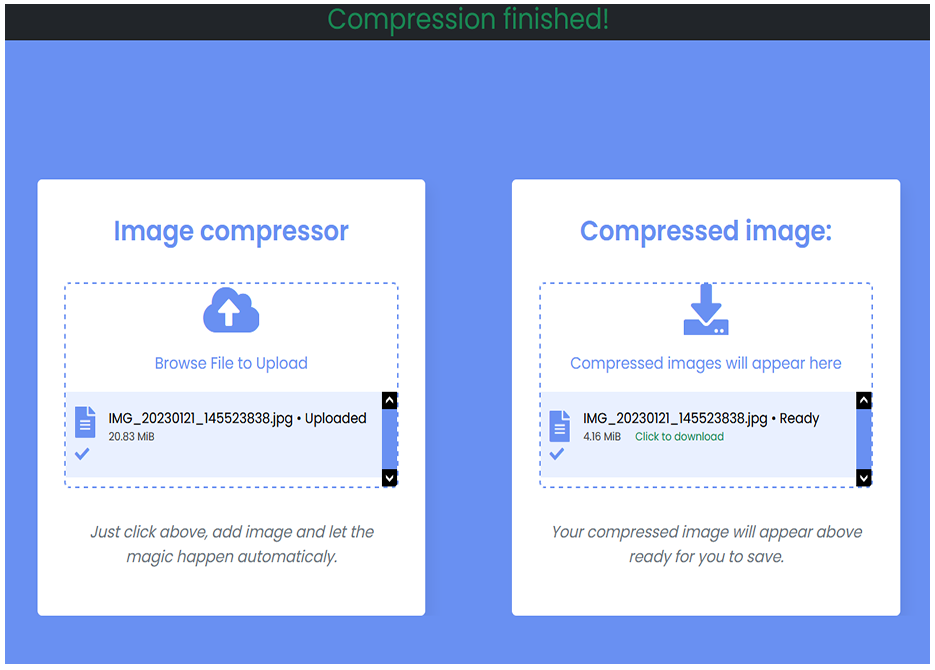 Compression finished!
Image compressor
Browse File to Upload
IMG_20230121_145523838.jpg • Uploaded
20.83 MiB
Just click above, add image and let the
magic happen automaticaly.
Compressed image:
Compressed images will appear here
IMG_20230121_145523838.jpg • Ready
4.16 MiB Click to download
Your compressed image will appear above
ready for you to save.